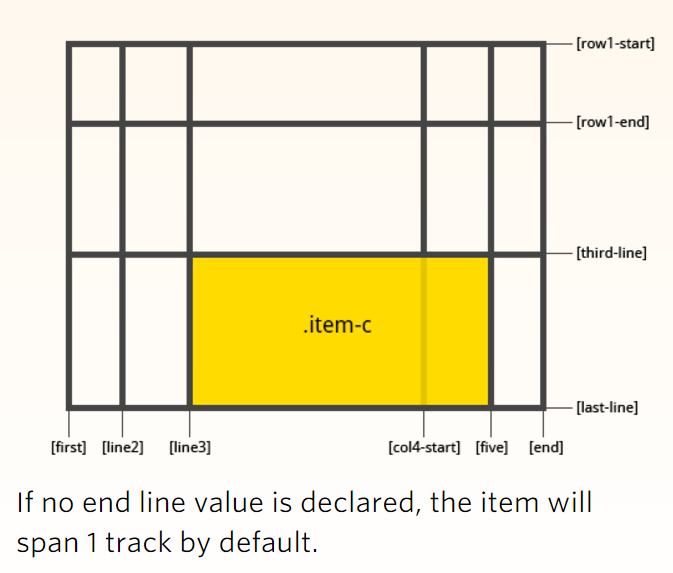 [row1-start]
[row1-end]
[third-line]
.item-c
[last-line]
[first] [line2] [line3] [col4-start] [five] [end]
If no end line value is declared, the item will
span 1 track by default.